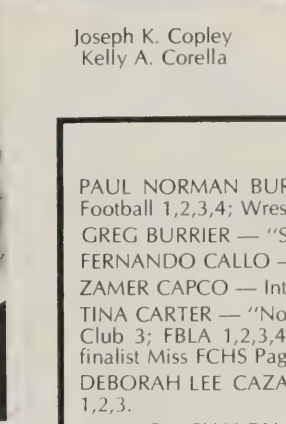 Joseph K. Copley
Kelly A. Corella
PAUL NORMAN
Football 1,2,3,4;
GREG BURRIER — "S
FERNANDO CALLO —
ZAMER CAPCO — Int
TINA CARTER — "No
Club 3; FBLA 1,2,3,4
finalist Miss FCHS Pag
DEBORAH LEE CAZA
1,2,3.